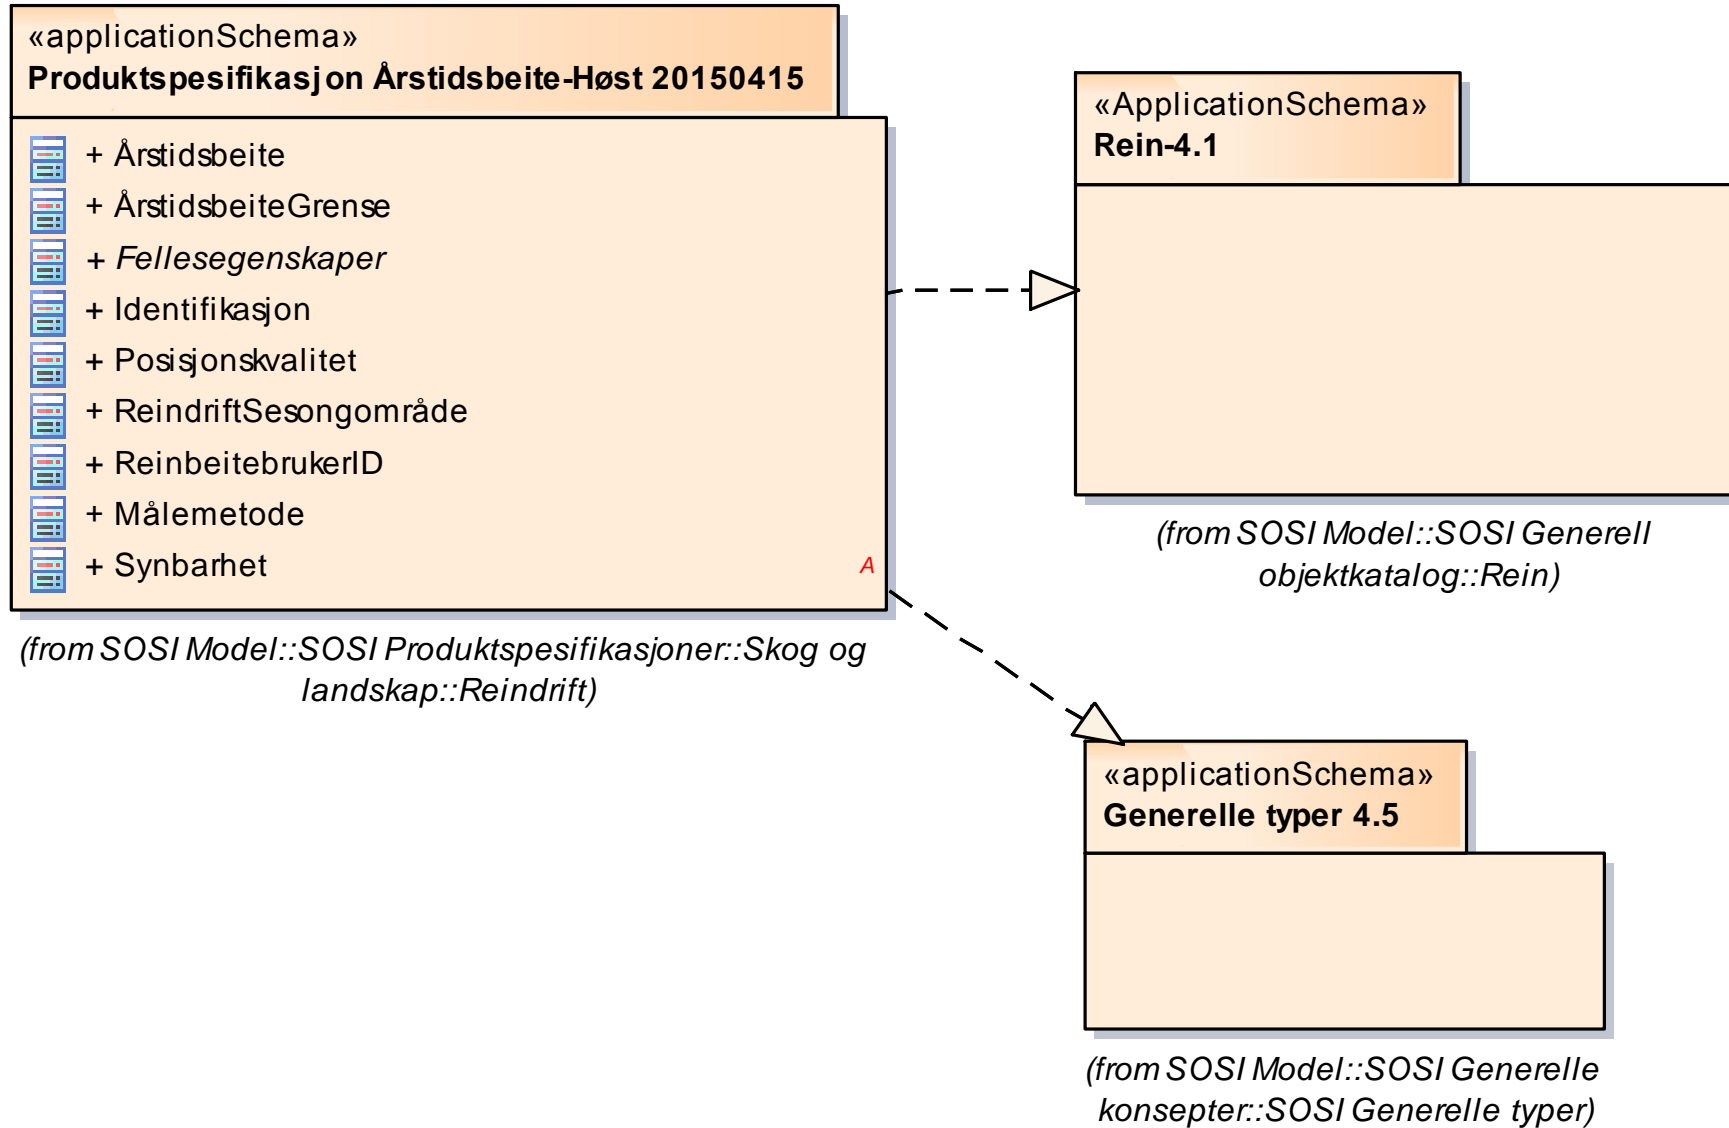 «applicationSchema»
Produktspesifikasjon Årstidsbeite-Høst 20150415
+ Årstidsbeite
+ ÅrstidsbeiteGrense
+ Fellesegenskaper
+ Identifikasjon
+ Posisjonskvalitet
+ ReindriftSesongområde
+ ReinbeitebrukerID
+ Målemetode
+ Synbarhet
A
(from SOSI Model::SOSI Produktspesifikasjoner::Skog og
landskap::Reindrift)
«ApplicationSchema»
Rein-4.1
(from SOSI Model::SOSI Generell
objektkatalog::Rein)
«applicationSchema»
Generelle typer 4.5
(from SOSI Model::SOSI Generelle
konsepter::SOSI Generelle typer)